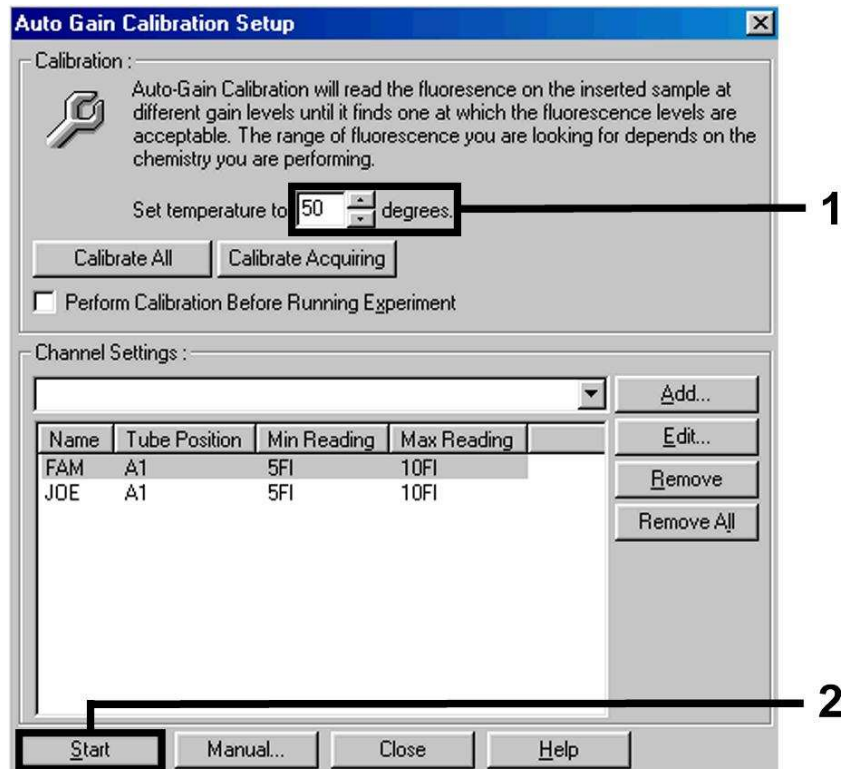 Auto Gain Calibration Setup
Calibration :
Auto-Gain Calibration will read the fluoresence on the inserted sample at
different gain levels until it finds one at which the fluorescence levels are
acceptable. The range of fluorescence you are looking for depends on the
chemistry you are performing.
Set temperature to 50 degrees. 1
Calibrate All Calibrate Acquiring
Perform Calibration Before Running Experiment
Channel Settings :
Add...
Name Tube Position Min Reading Max Reading Edit...
FAM A1 5Fl 10Fl
JOE A1 5Fl 10Fl Remove
Remove All
2
Start Manual... Close Help